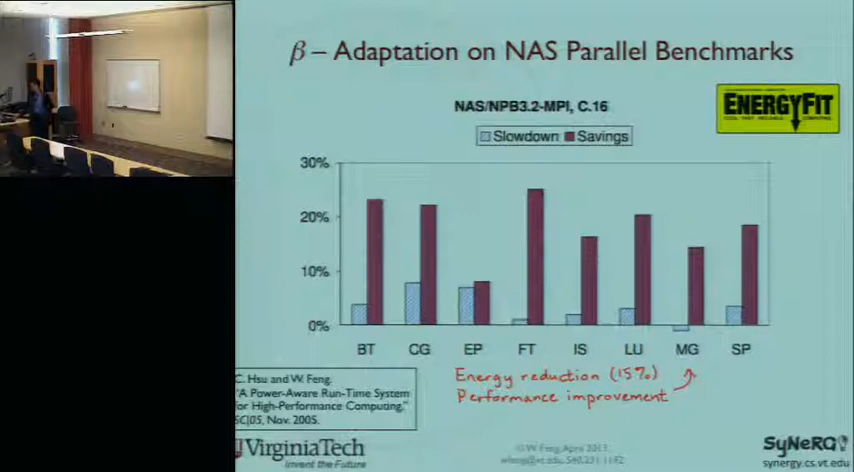 β – Adaptation on NAS Parallel Benchmarks
NAS/NPB3.2-MPI, C.16
ENERGYFIT
Slowdown Savings
30%
20%
10%
0%
BT CG EP FT IS LU MG SP
Energy reduction (15%)
Performance improvement
C. Hsu and W. Feng.
"A Power-Aware Run-Time System
for High-Performance Computing,"
SC|05, Nov. 2005.
VirginiaTech
Invent the Future
SyNeRG
synergy.cs.vt.edu